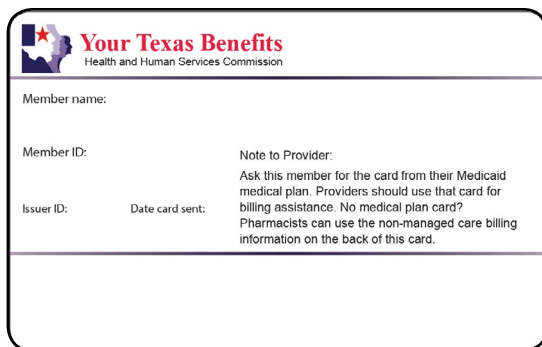 Your Texas Benefits
Health and Human Services Commission
Member name:
Member ID:
Note to Provider:
Ask this member for the card from their Medicaid
medical plan. Providers should use that card for
billing assistance. No medical plan card?
Pharmacists can use the non-managed care billing
information on the back of this card.
Issuer ID:
Date card sent: